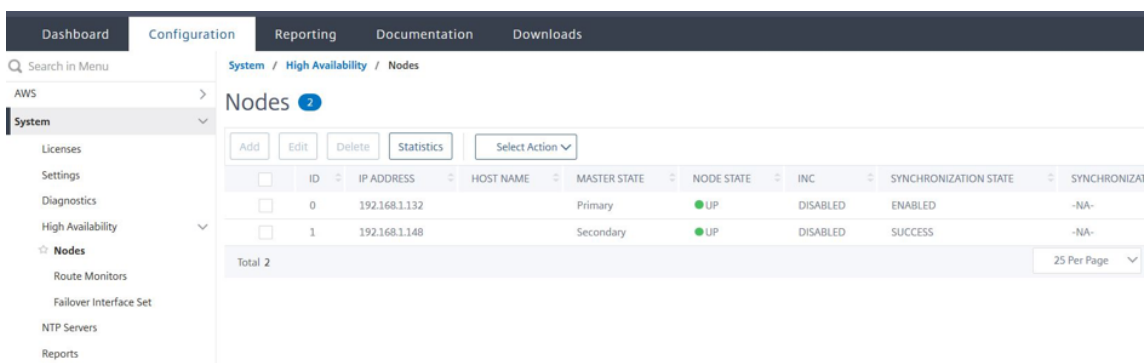 Dashboard Configuration Reporting Documentation Downloads
Search in Menu
AWS
System
Licenses
Settings
Diagnostics
High Availability
Nodes
Route Monitors
Failover Interface Set
NTP Servers
Reports
System / High Availability / Nodes
Nodes 2
Add Edit Delete Statistics Select Action
ID IP ADDRESS HOST NAME MASTER STATE NODE STATE INC SYNCHRONIZATION STATE SYNCHRONIZAT
0 192.168.1.132 Primary UP DISABLED ENABLED -NA-
1 192.168.1.148 Secondary UP DISABLED SUCCESS -NA-
Total 2 25 Per Page